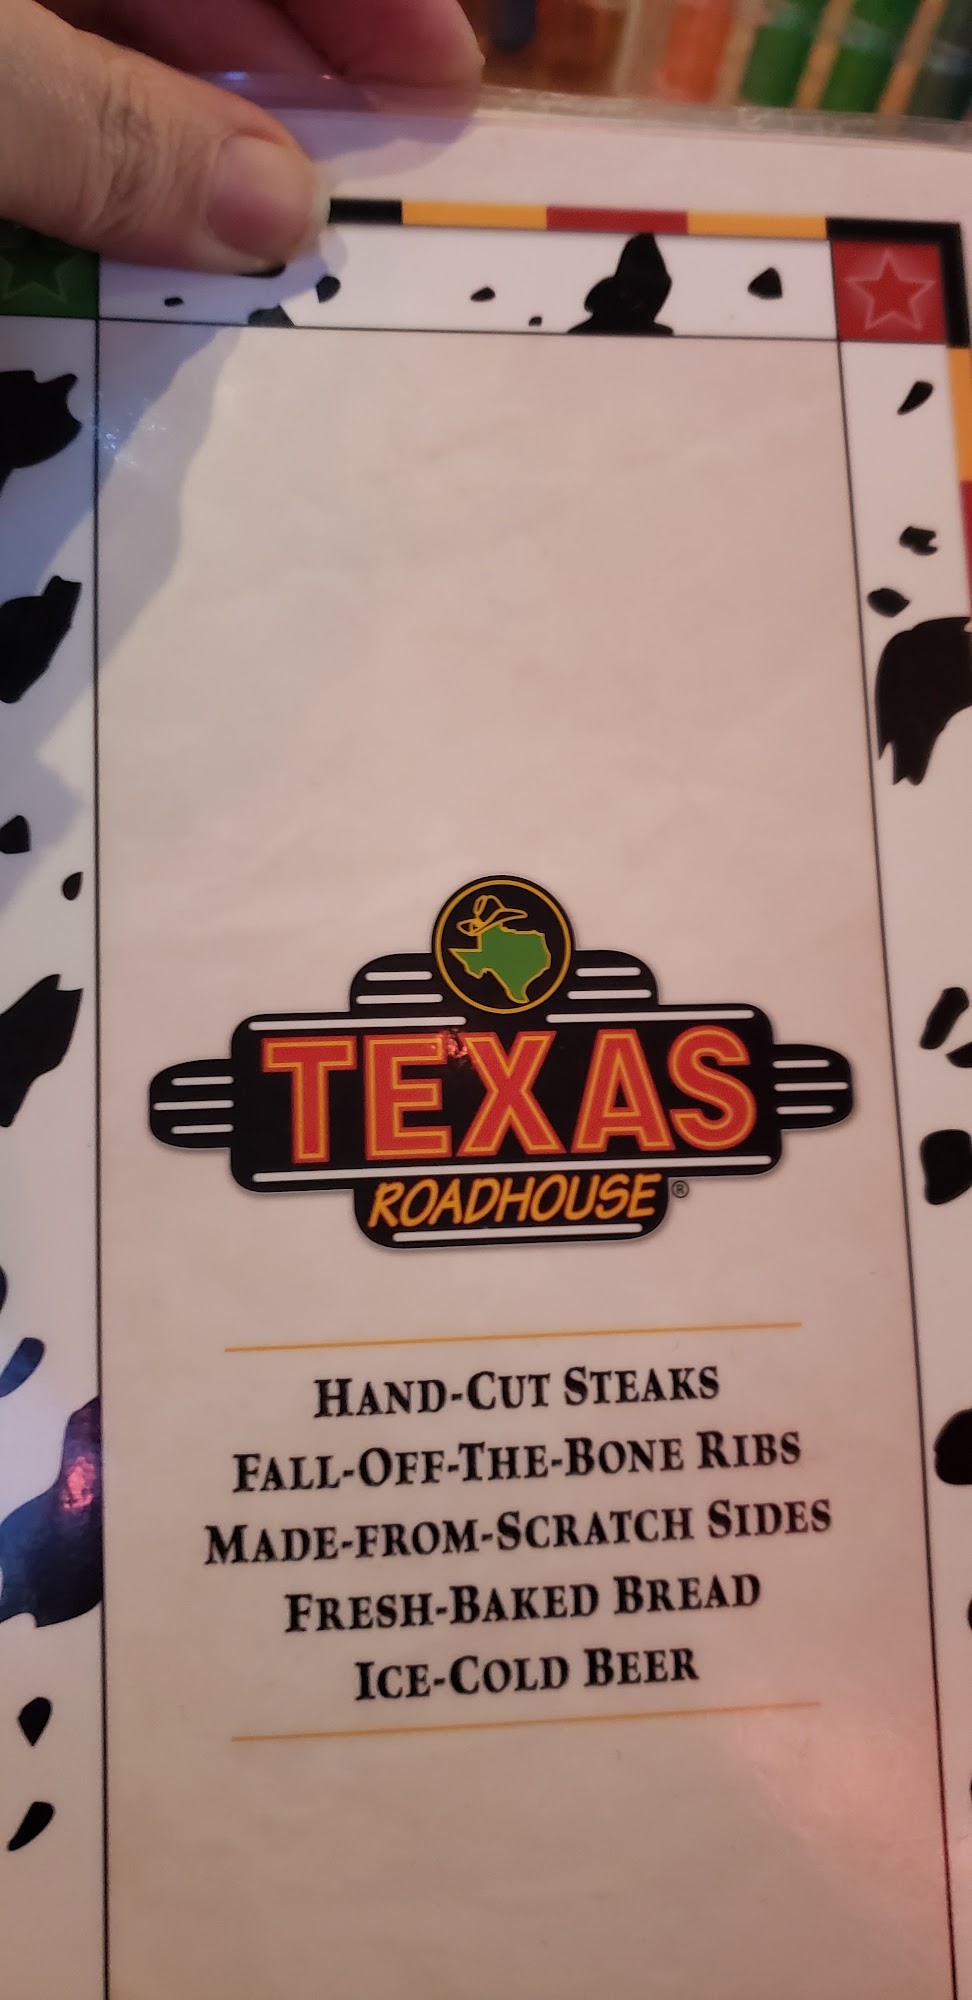 TEXAS
ROADHOUSE®
HAND-CUT STEAKS
FALL-OFF-THE-BONE RIBS
MADE-FROM-SCRATCH SIDES
FRESH-BAKED BREAD
ICE-COLD BEER